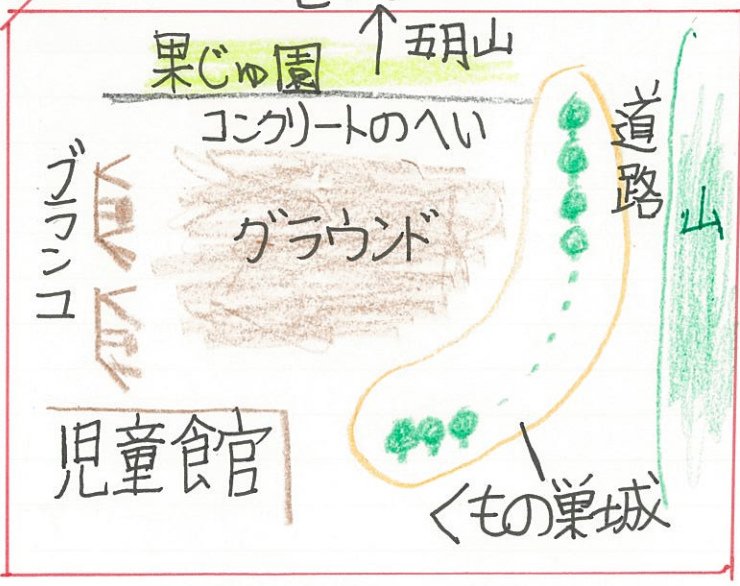 五月山
果じゅ園
コンクリートのへい
道路
山
ブランコ
グラウンド
児童館
くもの巣城